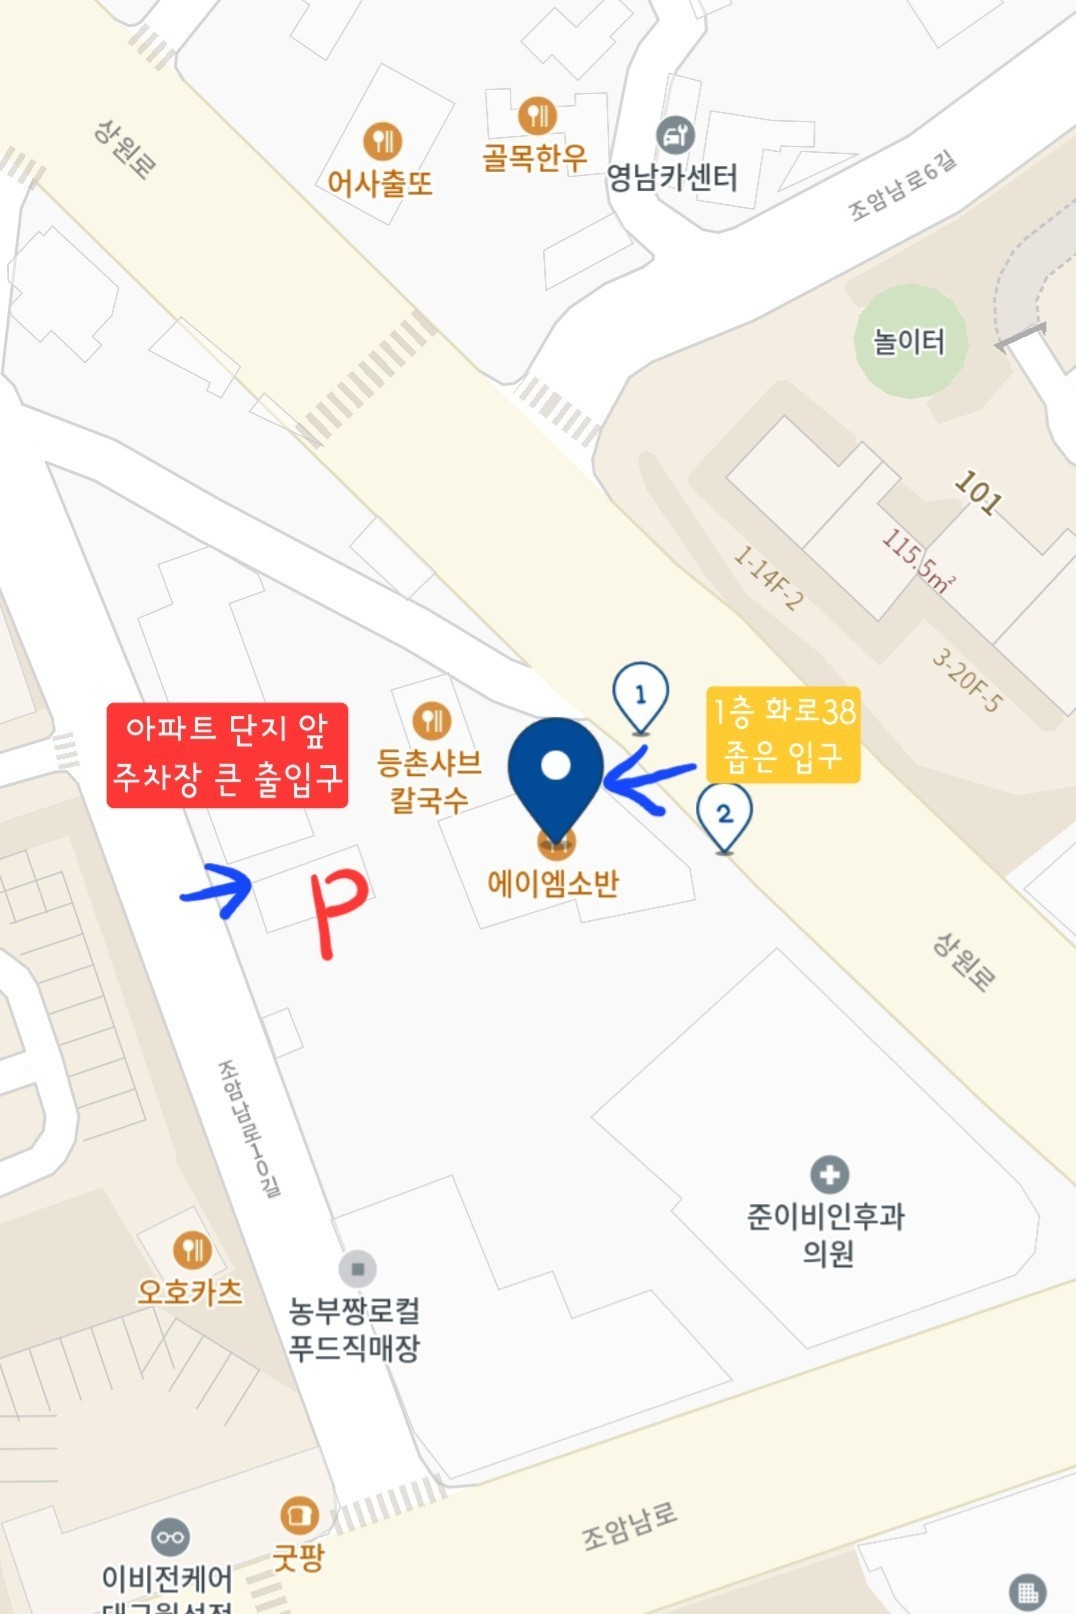 상원로
어사출또
골목한우
영남카센터
조암남로6길
놀이터
101
115.5m²
1-14F-2
3-20F-5
1
1층 화로38
좁은 입구
아파트 단지 앞
주차장 큰 출입구
등촌샤브
칼국수
2
에이엠소반
P
상원로
조암남로10길
준이비인후과
의원
오호카츠
농부짱로컬
푸드직매장
조암남로
굿팡
이비전케어